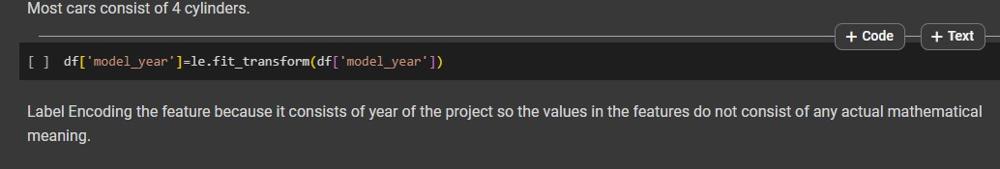 Most cars consist of 4 cylinders.
+ Code + Text
[ ] df['model_year']=le.fit_transform(df['model_year'])
Label Encoding the feature because it consists of year of the project so the values in the features do not consist of any actual mathematical
meaning.